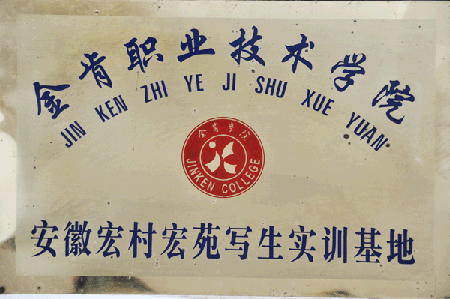 金肯职业技术学院
JIN KEN ZHI YE JI SHU XUE YUAN
金肯学院
JINKEN COLLEGE
安徽宏村宏苑写生实训基地